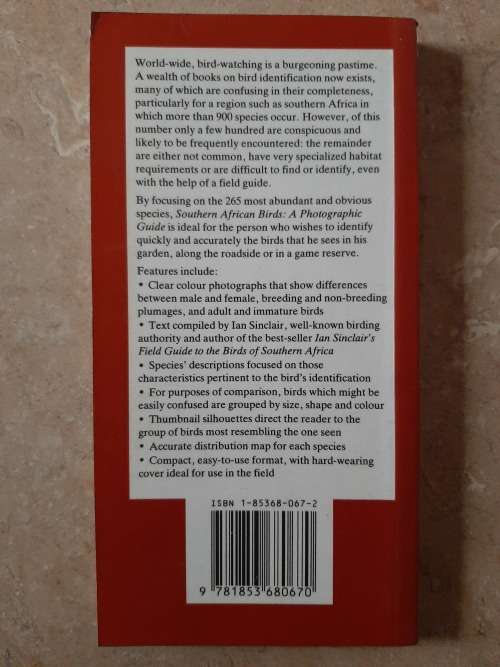 World-wide, bird-watching is a burgeoning pastime.
A wealth of books on bird identification now exists,
many of which are confusing in their completeness,
particularly for a region such as southern Africa in
which more than 900 species occur. However, of this
number only a few hundred are conspicuous and
likely to be frequently encountered: the remainder
are either not common, have very specialized habitat
requirements or are difficult to find or identify, even
with the help of a field guide.
By focusing on the 265 most abundant and obvious
species, Southern African Birds: A Photographic
Guide is ideal for the person who wishes to identify
quickly and accurately the birds that he sees in his
garden, along the roadside or in a game reserve.
Features include:
• Clear colour photographs that show differences
between male and female, breeding and non-breeding
plumages, and adult and immature birds
• Text compiled by Ian Sinclair, well-known birding
authority and author of the best-seller Ian Sinclair's
Field Guide to the Birds of Southern Africa
• Species' descriptions focused on those
characteristics pertinent to the bird's identification
• For purposes of comparison, birds which might be
easily confused are grouped by size, shape and colour
• Thumbnail silhouettes direct the reader to the
group of birds most resembling the one seen
• Accurate distribution map for each species
• Compact, easy-to-use format, with hard-wearing
cover ideal for use in the field
ISBN 1-85368-067-2
9 781853 680670